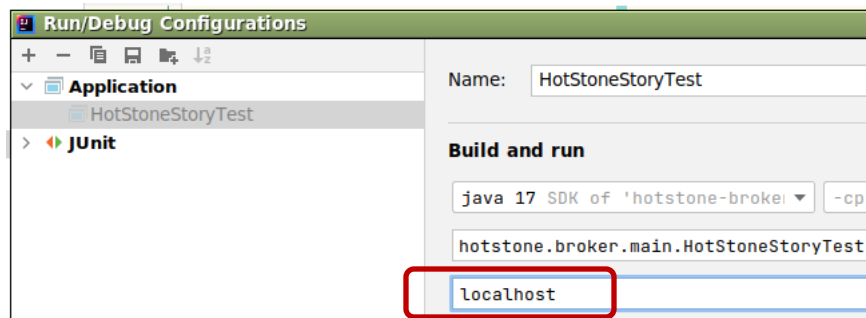 Run/Debug Configurations
Application
HotStoneStoryTest
JUnit
Name: HotStoneStoryTest
Build and run
java 17 SDK of 'hotstone-broke -cp
hotstone.broker.main.HotStoneStoryTest
localhost